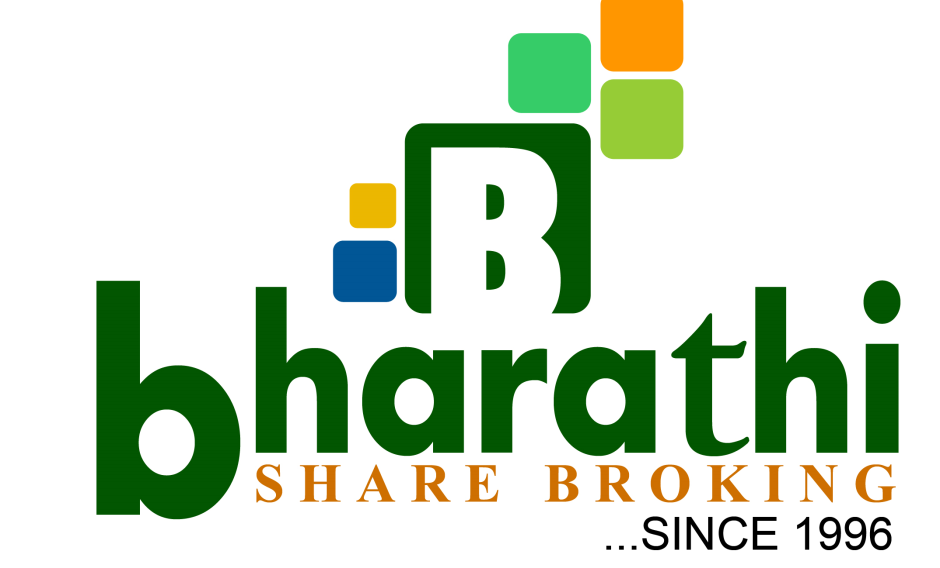 B
bharathi
SHARE BROKING
...SINCE 1996